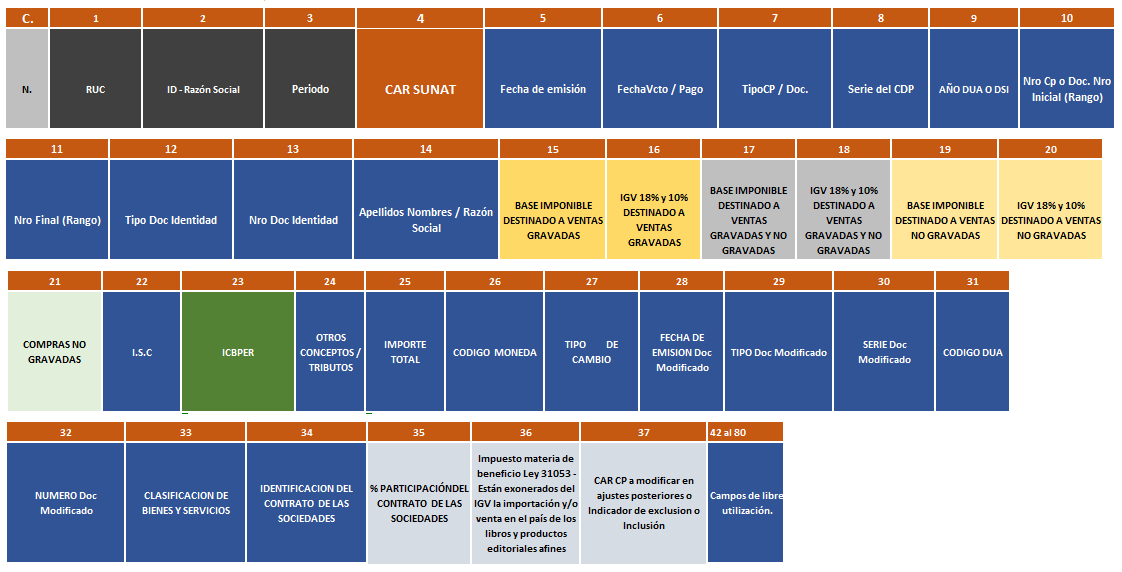 C. 1 2 3 4 5 6 7 8 9 10
N. RUC ID - Razón Social Periodo CAR SUNAT Fecha de emisión FechaVcto / Pago TipoCP / Doc. Serie del CDP AÑO DUA O DSI Nro Cp o Doc. Nro
Inicial (Rango)
11 12 13 14 15 16 17 18 19 20
Nro Final (Rango)
Tipo Doc Identidad
Nro Doc Identidad
Apellidos Nombres / Razón
Social
BASE IMPONIBLE
DESTINADO A VENTAS
GRAVADAS
IGV 18% y 10%
DESTINADO A
VENTAS
GRAVADAS
BASE IMPONIBLE
DESTINADO A
VENTAS
GRAVADAS Y NO
GRAVADAS
IGV 18% y 10%
DESTINADO A
VENTAS
GRAVADAS Y NO
GRAVADAS
BASE IMPONIBLE
DESTINADO A VENTAS
NO GRAVADAS
IGV 18% y 10%
DESTINADO A VENTAS
NO GRAVADAS
21 22 23 24 25 26 27 28 29 30 31
COMPRAS NO
GRAVADAS
I.S.C
ICBPER
OTROS
CONCEPTOS /
TRIBUTOS
IMPORTE
TOTAL
CODIGO MONEDA
TIPO DE
CAMBIO
FECHA DE
EMISION Doc
Modificado
TIPO Doc Modificado
SERIE Doc
Modificado
CODIGO DUA
32 33 34 35 36 37 42 al 80
NUMERO Doc
Modificado
CLASIFICACION DE
BIENES Y SERVICIOS
IDENTIFICACION DEL
CONTRATO DE LAS
SOCIEDADES
% PARTICIPACIÓNDEL
CONTRATO DE LAS
SOCIEDADES
Impuesto materia de
beneficio Ley 31053 -
Están exonerados del
IGV la importación y/o
venta en el país de los
libros y productos
editoriales afines
CAR CP a modificar en
ajustes posteriores o
Indicador de exclusion o
Inclusión
Campos de libre
utilización.